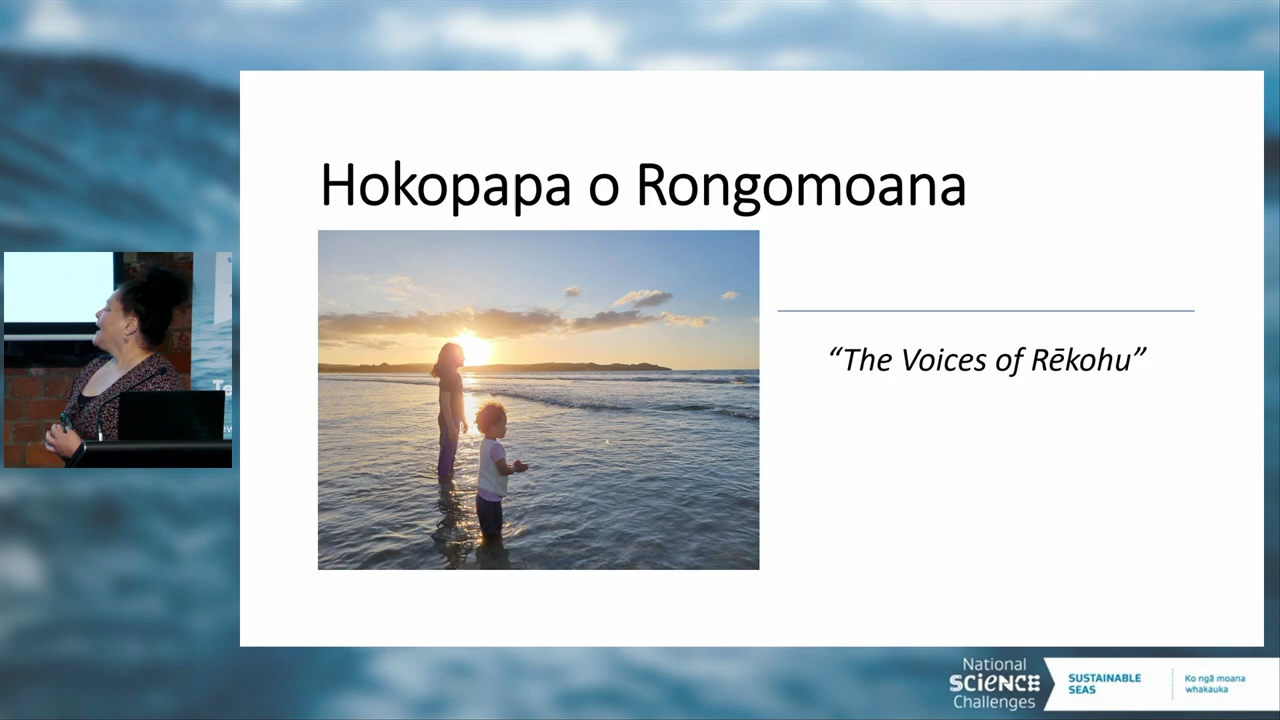 Hokopapa o Rongomoana
“The Voices of Rēkohu”
National
SCIENCE
Challenges
SUSTAINABLE
SEAS
Ko ngā moana
whakauka